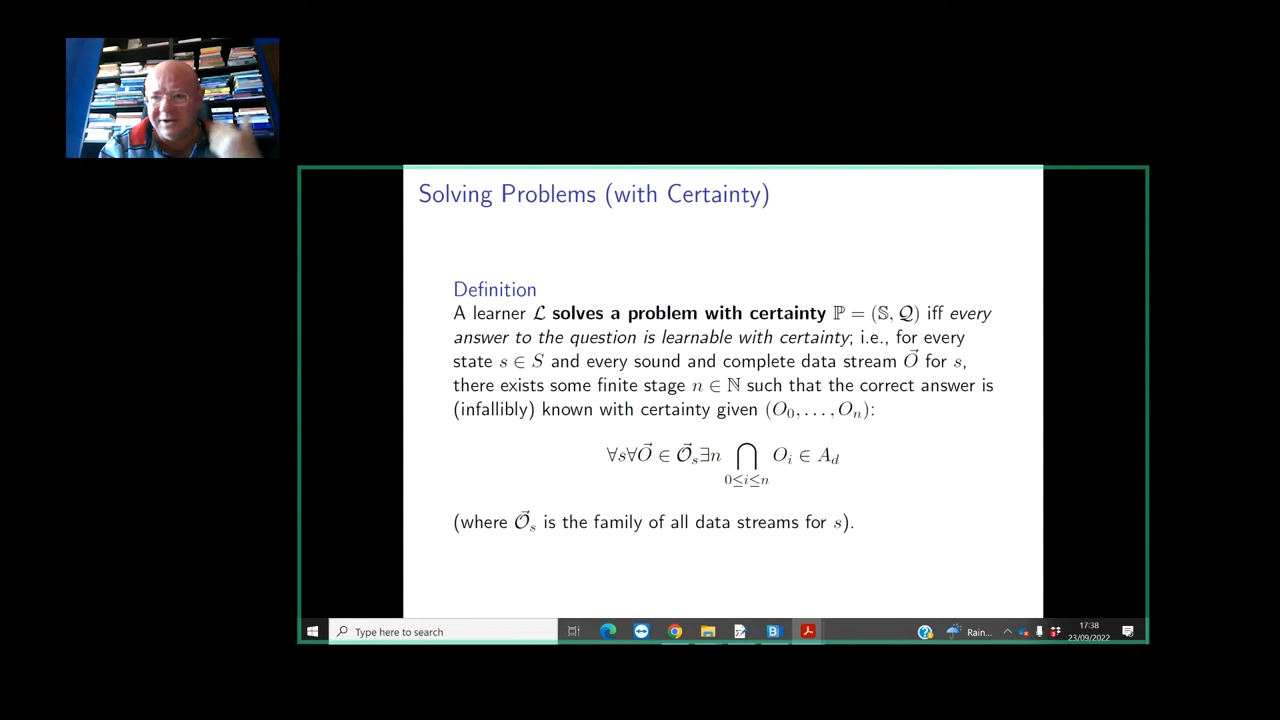 Solving Problems (with Certainty)
Definition
A learner ℒ solves a problem with certainty ℙ = (𝕊, 𝒬) iff every
answer to the question is learnable with certainty; i.e., for every
state s ∈ S and every sound and complete data stream O⃗ for s,
there exists some finite stage n ∈ ℕ such that the correct answer is
(infallibly) known with certainty given (O₀, . . . , Oₙ):
∀s∀O⃗ ∈ 𝒪⃗ₛ∃n ⋂ Oᵢ ∈ A_d
0≤i≤n
(where 𝒪⃗ₛ is the family of all data streams for s).
Type here to search
Rain...
17:38
23/09/2022